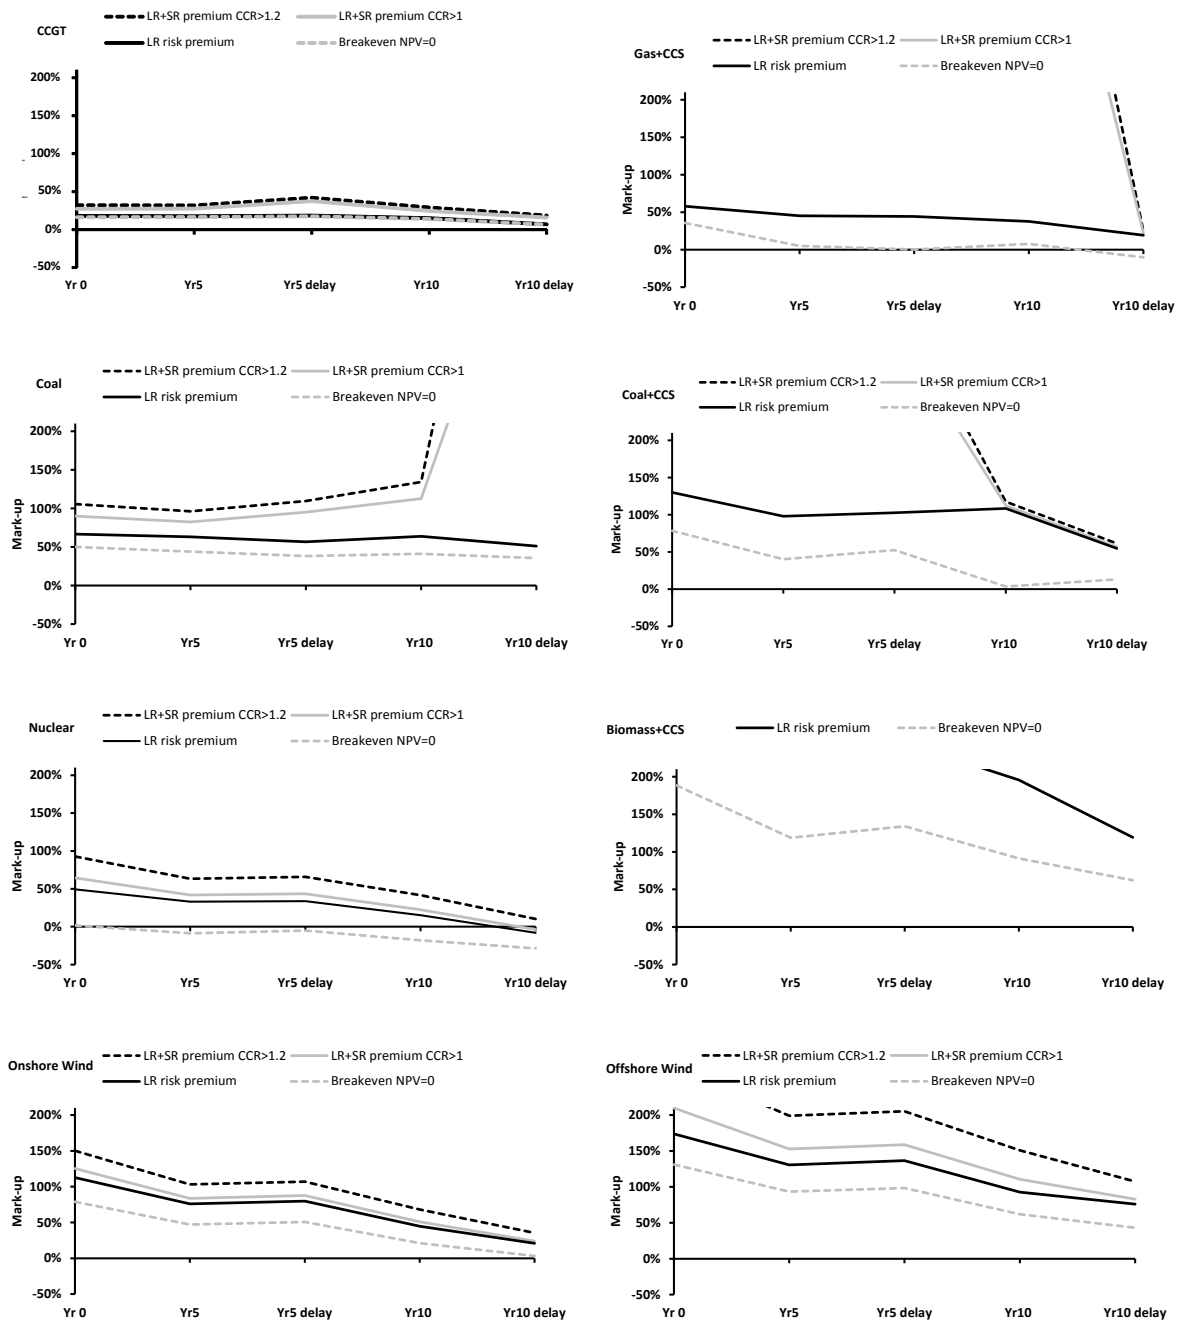 CCGT
LR+SR premium CCR>1.2
LR+SR premium CCR>1
LR risk premium
Breakeven NPV=0
200%
150%
100%
50%
0%
-50%
Yr 0
Yr5
Yr5 delay
Yr10
Yr10 delay
Gas+CCS
LR+SR premium CCR>1.2
LR+SR premium CCR>1
LR risk premium
Breakeven NPV=0
Mark-up
200%
150%
100%
50%
0%
-50%
Yr 0
Yr5
Yr5 delay
Yr10
Yr10 delay
Coal
LR+SR premium CCR>1.2
LR+SR premium CCR>1
LR risk premium
Breakeven NPV=0
Mark-up
200%
150%
100%
50%
0%
-50%
Yr 0
Yr5
Yr5 delay
Yr10
Yr10 delay
Coal+CCS
LR+SR premium CCR>1.2
LR+SR premium CCR>1
LR risk premium
Breakeven NPV=0
Mark-up
200%
150%
100%
50%
0%
-50%
Yr 0
Yr5
Yr5 delay
Yr10
Yr10 delay
Nuclear
LR+SR premium CCR>1.2
LR+SR premium CCR>1
LR risk premium
Breakeven NPV=0
Mark-up
200%
150%
100%
50%
0%
-50%
Yr 0
Yr5
Yr5 delay
Yr10
Yr10 delay
Biomass+CCS
LR risk premium
Breakeven NPV=0
Mark-up
200%
150%
100%
50%
0%
-50%
Yr 0
Yr5
Yr5 delay
Yr10
Yr10 delay
Onshore Wind
LR+SR premium CCR>1.2
LR+SR premium CCR>1
LR risk premium
Breakeven NPV=0
Mark-up
200%
150%
100%
50%
0%
-50%
Yr 0
Yr5
Yr5 delay
Yr10
Yr10 delay
Offshore Wind
LR+SR premium CCR>1.2
LR+SR premium CCR>1
LR risk premium
Breakeven NPV=0
Mark-up
200%
150%
100%
50%
0%
-50%
Yr 0
Yr5
Yr5 delay
Yr10
Yr10 delay